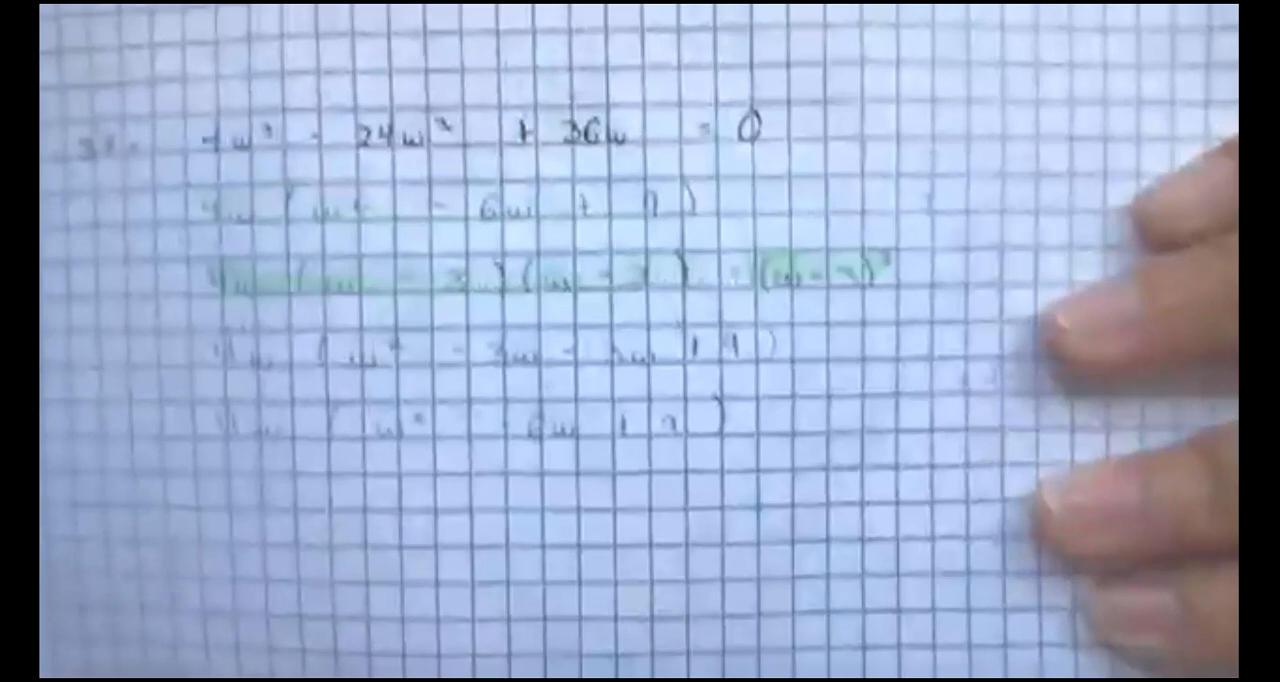 4w³ - 24w² + 36w = 0
4w (w² - 6w + 9)
4w (w - 3) (w - 3) = (w - 3)²
4w (w² - 3w - 3w + 9)
4w (w² - 6w + 9)